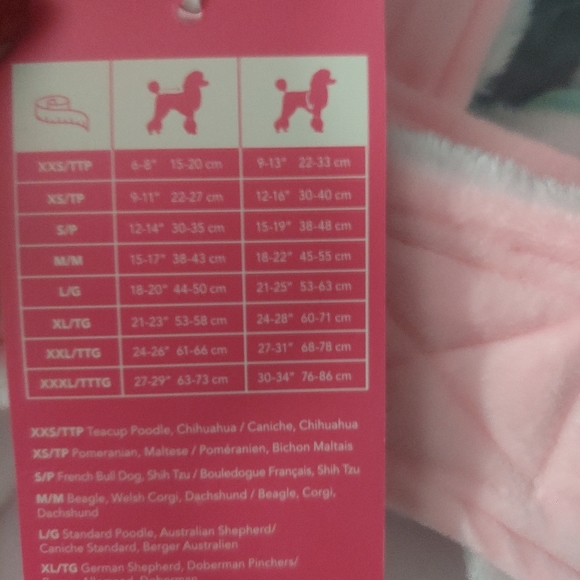 XXS/TTP 6-8" 15-20 cm 9-13" 22-33 cm
XS/TP 9-11" 22-27 cm 12-16" 30-40 cm
S/P 12-14" 30-35 cm 15-19" 38-48 cm
M/M 15-17" 38-43 cm 18-22" 45-55 cm
L/G 18-20" 44-50 cm 21-25" 53-63 cm
XL/TG 21-23" 53-58 cm 24-28" 60-71 cm
XXL/TTG 24-26" 61-66 cm 27-31" 68-78 cm
XXXL/TTTG 27-29" 63-73 cm 30-34" 76-86 cm
XXS/TTP Teacup Poodle, Chihuahua / Caniche, Chihuahua
XS/TP Pomeranian, Maltese / Poméranien, Bichon Maltais
S/P French Bull Dog, Shih Tzu / Bouledogue Français, Shih Tzu
M/M Beagle, Welsh Corgi, Dachshund / Beagle, Corgi,
Dachshund
L/G Standard Poodle, Australian Shepherd/
Caniche Standard, Berger Australien
XL/TG German Shepherd, Doberman Pinchers/